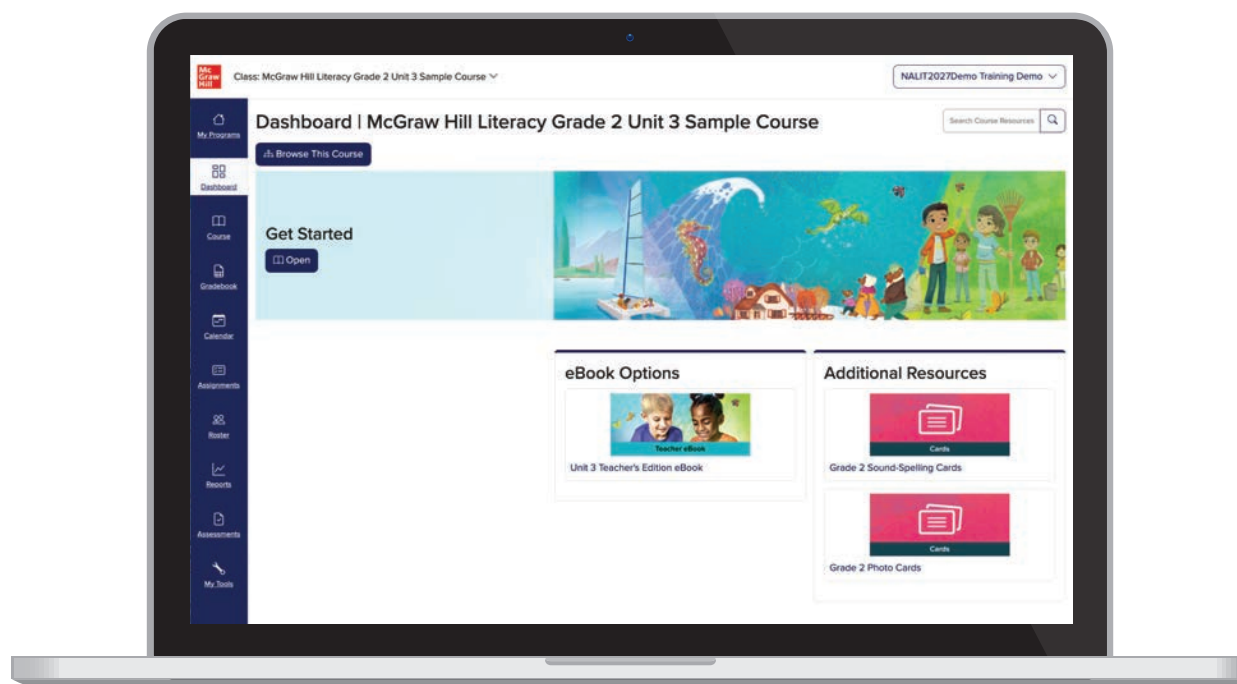 Mc
Graw
Hill
Class: McGraw Hill Literacy Grade 2 Unit 3 Sample Course
NALIT2027Demo Training Demo
My Programs
Dashboard
Course
Gradebook
Calendar
Assignments
Roster
Reports
Assessments
My Tools
Dashboard | McGraw Hill Literacy Grade 2 Unit 3 Sample Course
Search Course Resources
Browse This Course
Get Started
Open
eBook Options
Teacher eBook
Unit 3 Teacher's Edition eBook
Additional Resources
Cards
Grade 2 Sound-Spelling Cards
Cards
Grade 2 Photo Cards